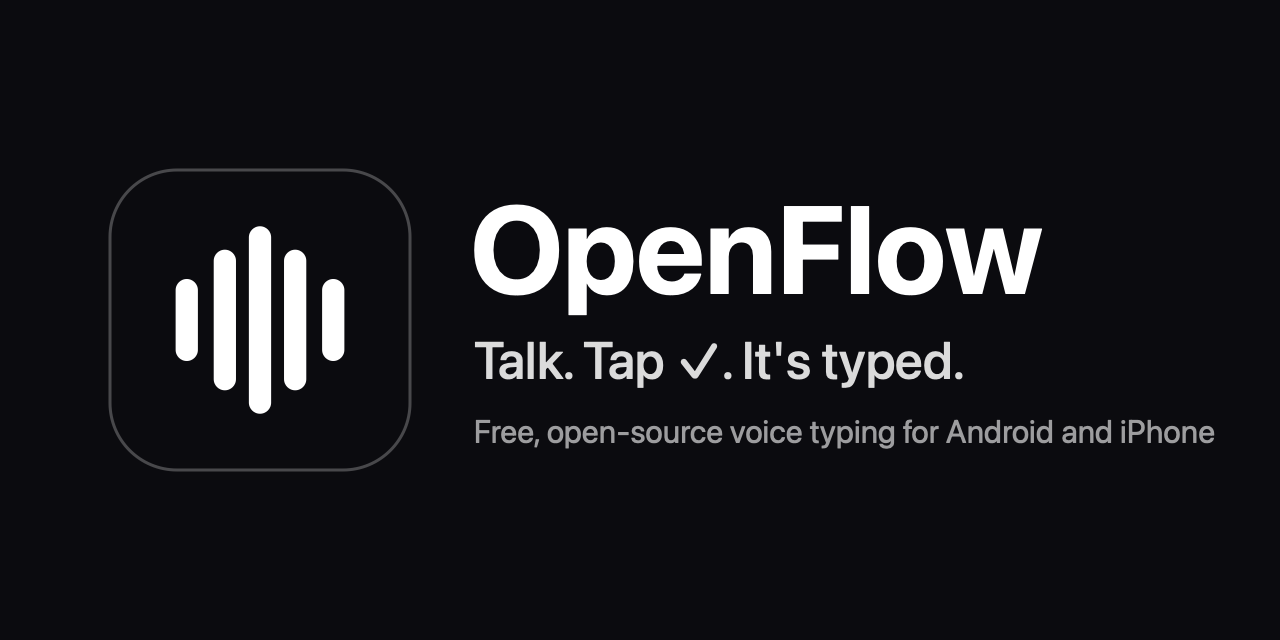 OpenFlow
Talk. Tap ✓. It's typed.
Free, open-source voice typing for Android and iPhone